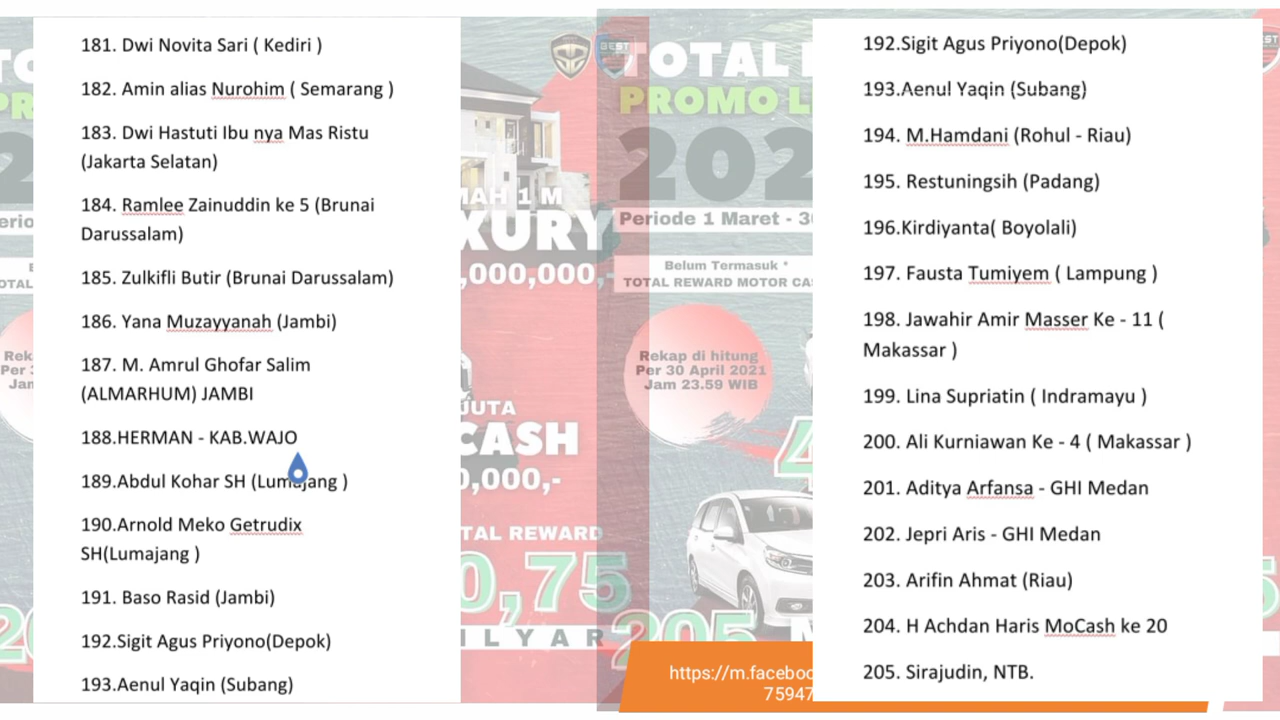 181. Dwi Novita Sari ( Kediri )
182. Amin alias Nurohim ( Semarang )
183. Dwi Hastuti Ibu nya Mas Ristu
(Jakarta Selatan)
184. Ramlee Zainuddin ke 5 (Brunai
Darussalam)
185. Zulkifli Butir (Brunai Darussalam)
186. Yana Muzayyanah (Jambi)
187. M. Amrul Ghofar Salim
(ALMARHUM) JAMBI
188.HERMAN - KAB.WAJO
189.Abdul Kohar SH (Lumajang )
190.Arnold Meko Getrudix
SH(Lumajang )
191. Baso Rasid (Jambi)
192.Sigit Agus Priyono(Depok)
193.Aenul Yaqin (Subang)
1 M
XURY
,000,000,
JUTA
CASH
0,000,-
TAL REWARD
0,75
ILYAR
BEST
TOTAL
PROMO L
202
Periode 1 Maret - 3
Belum Termasuk *
TOTAL REWARD MOTOR CA
Rekap di hitung
Per 30 April 2021
Jam 23.59 WIB
4
205
https://m.faceboo
75947
192.Sigit Agus Priyono(Depok)
193.Aenul Yaqin (Subang)
194. M.Hamdani (Rohul - Riau)
195. Restuningsih (Padang)
196.Kirdiyanta( Boyolali)
197. Fausta Tumiyem ( Lampung )
198. Jawahir Amir Masser Ke - 11 (
Makassar )
199. Lina Supriatin ( Indramayu )
200. Ali Kurniawan Ke - 4 ( Makassar )
201. Aditya Arfansa - GHI Medan
202. Jepri Aris - GHI Medan
203. Arifin Ahmat (Riau)
204. H Achdan Haris MoCash ke 20
205. Sirajudin, NTB.